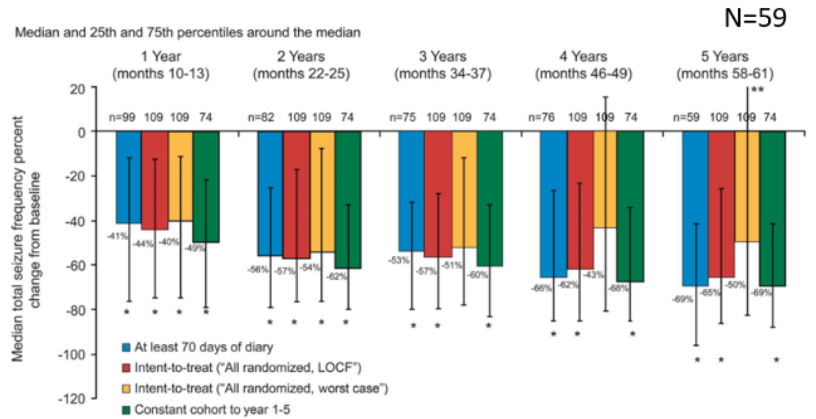 N=59
Median and 25th and 75th percentiles around the median
1 Year
(months 10-13)
2 Years
(months 22-25)
3 Years
(months 34-37)
4 Years
(months 46-49)
5 Years
(months 58-61)
Median total seizure frequency percent
change from baseline
20
0
-20
-40
-60
-80
-100
-120
n=99 109 109 74
n=82 109 109 74
n=75 109 109 74
n=76 109 109 74
n=59 109 109 74
**
-41% -44% -40% -49%
-56% -57% -54% -62%
-53% -57% -51% -60%
-66% -62% -43% -68%
-69% -65% -50% -69%
* * * *
* * * *
* * *
* * *
* * *
At least 70 days of diary
Intent-to-treat ("All randomized, LOCF")
Intent-to-treat ("All randomized, worst case")
Constant cohort to year 1-5